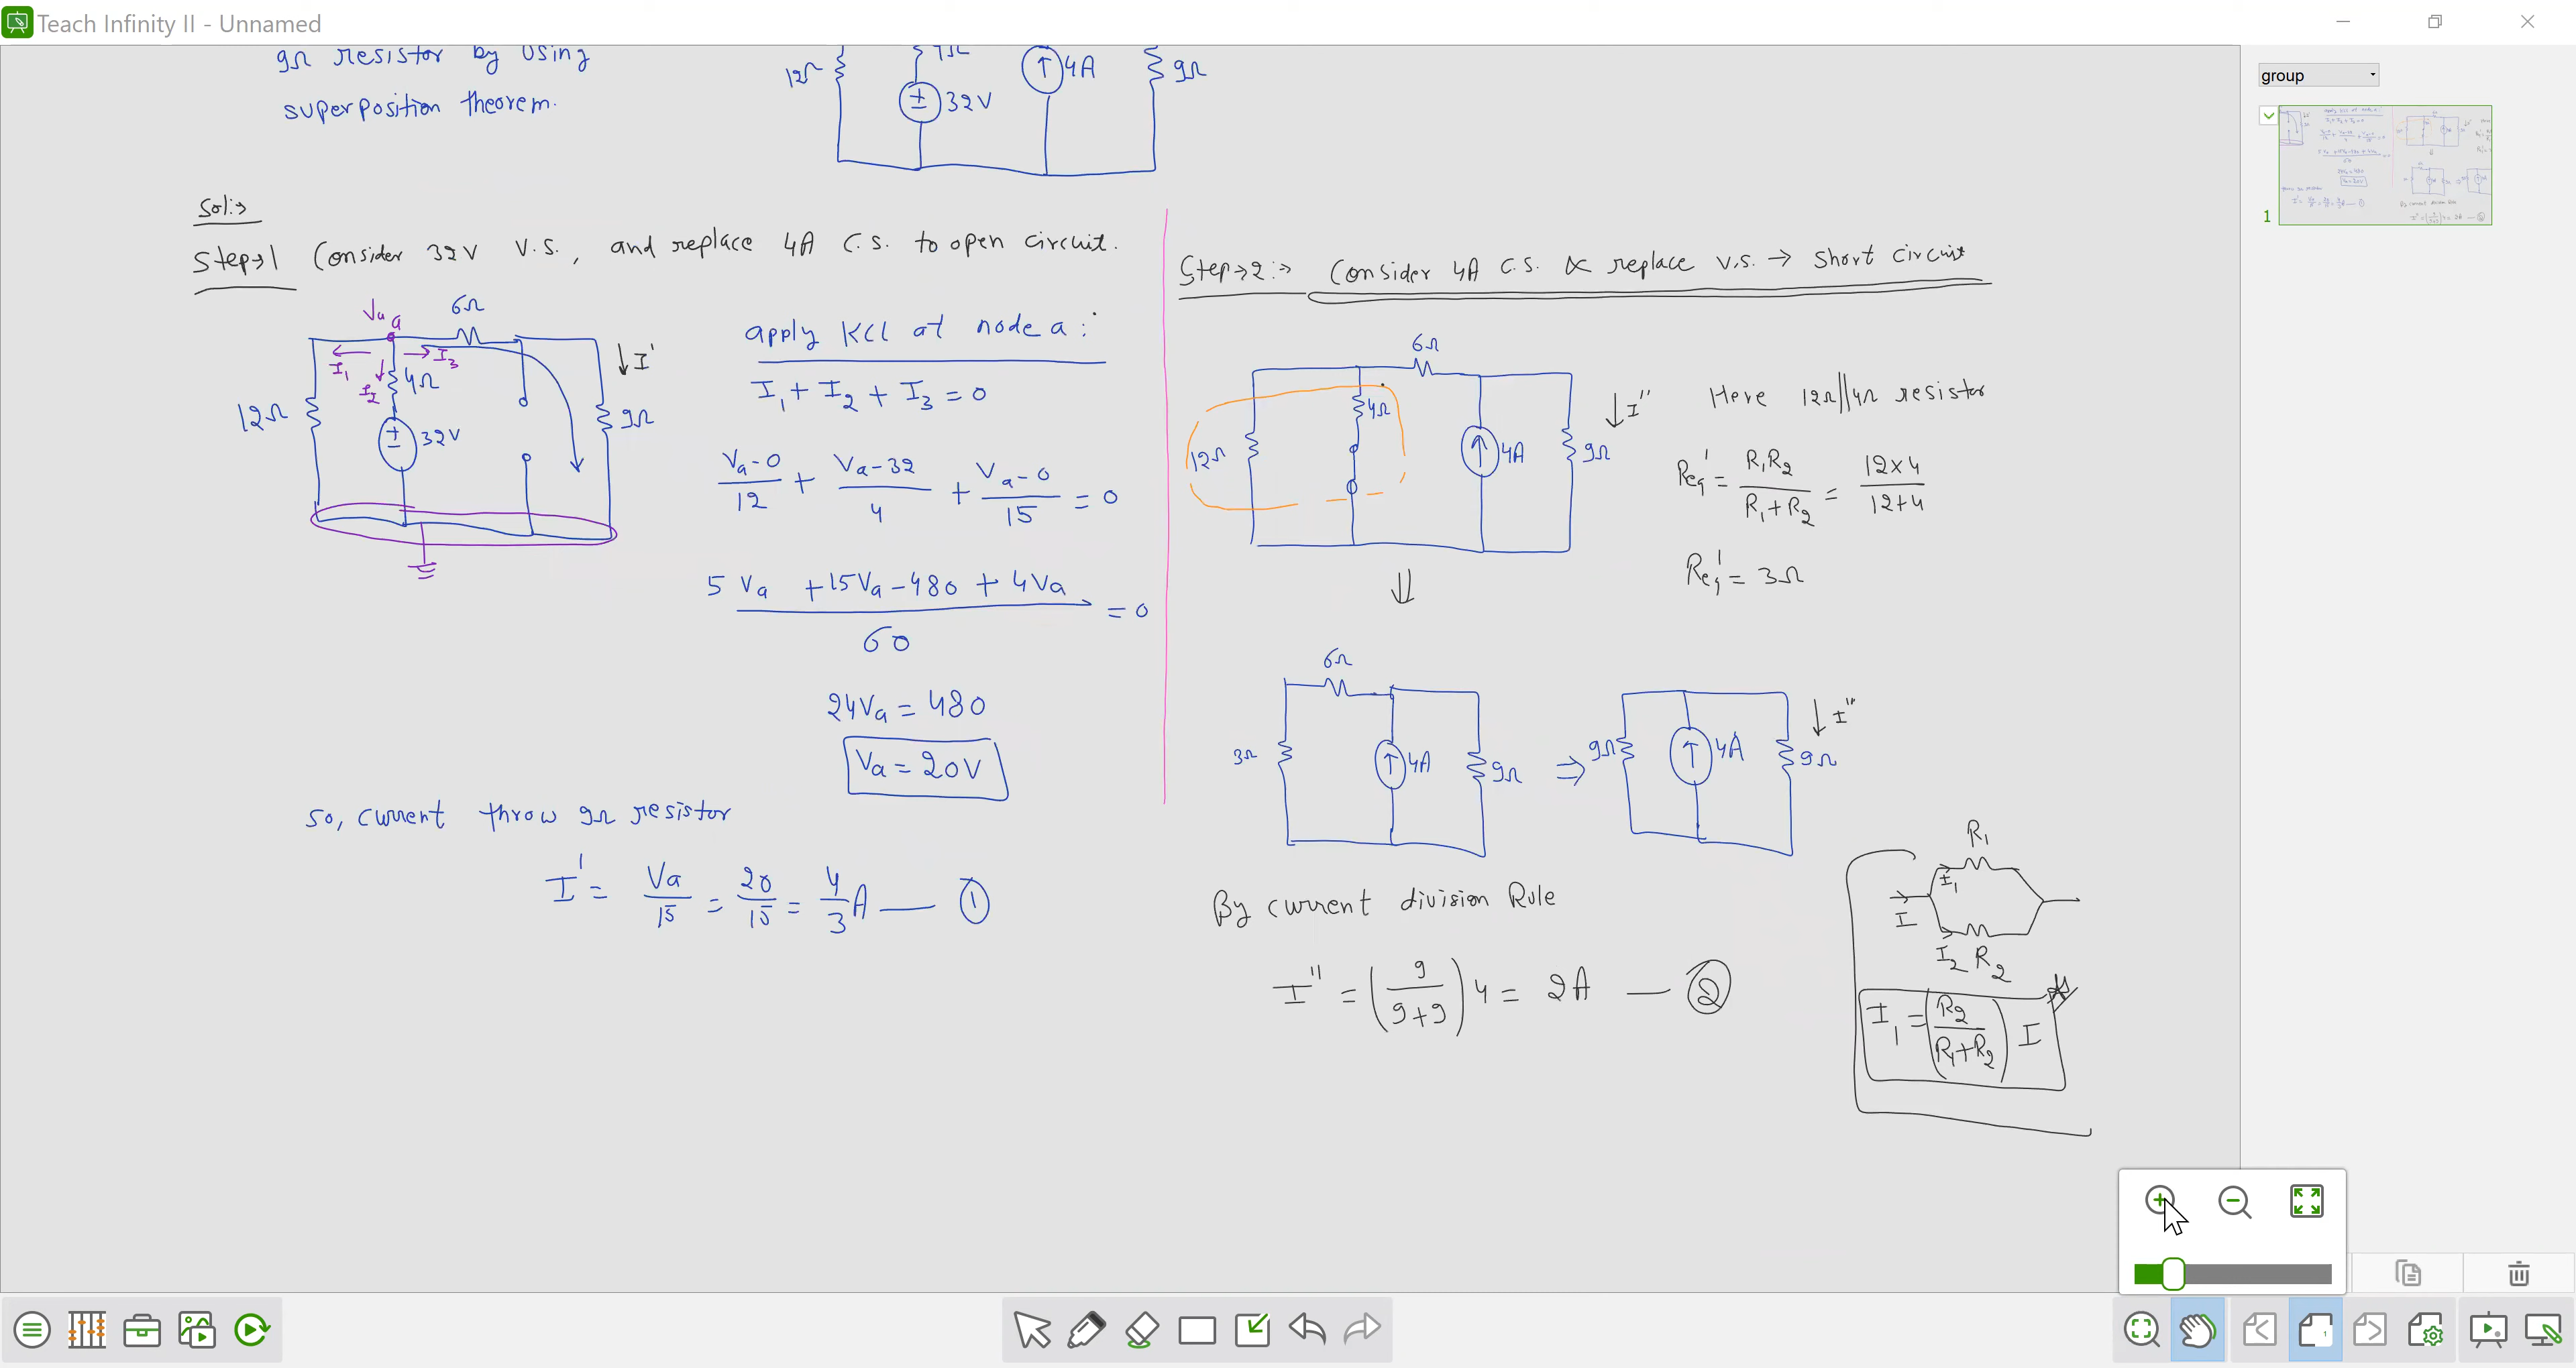 Teach Infinity II - Unnamed
group
1
9Ω resistor by using
superposition theorem.
12Ω
32V
4A
9Ω
Sol:→
Step→1 Consider 32V V.S., and replace 4A C.S. to open circuit.
Va a
6Ω
I1
I2
I3
4Ω
I'
12Ω
32V
9Ω
apply KCL at node a:
I1 + I2 + I3 = 0
Va-0/12 + Va-32/4 + Va-0/15 = 0
5Va + 15Va - 480 + 4Va/60 = 0
24Va = 480
Va = 20V
So, current throw 9Ω resistor
I' = Va/15 = 20/15 = 4/3 A — ①
Step→2:→ Consider 4A C.S. & replace V.S. → Short circuit
6Ω
4Ω
12Ω
4A
9Ω
I"
⇓
Here 12Ω||4Ω resistor
Req' = R1R2/R1+R2 = 12×4/12+4
Req' = 3Ω
6Ω
3Ω
4A
9Ω
⇒
9Ω
4A
9Ω
I"
By current division Rule
I" = (9/9+9) 4 = 2A — ②
R1
I1
I
I2 R2
I1 = (R2/R1+R2) I
1